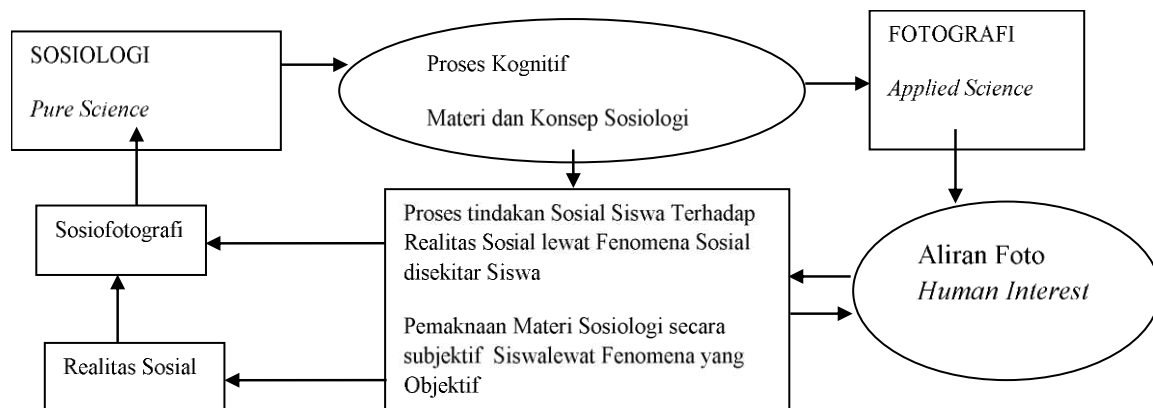 SOSIOLOGI
Pure Science
Proses Kognitif
Materi dan Konsep Sosiologi
FOTOGRAFI
Applied Science
Sosiofotografi
Proses tindakan Sosial Siswa Terhadap
Realitas Sosial lewat Fenomena Sosial
disekitar Siswa
Pemaknaan Materi Sosiologi secara
subjektif Siswalewat Fenomena yang
Objektif
Aliran Foto
Human Interest
Realitas Sosial